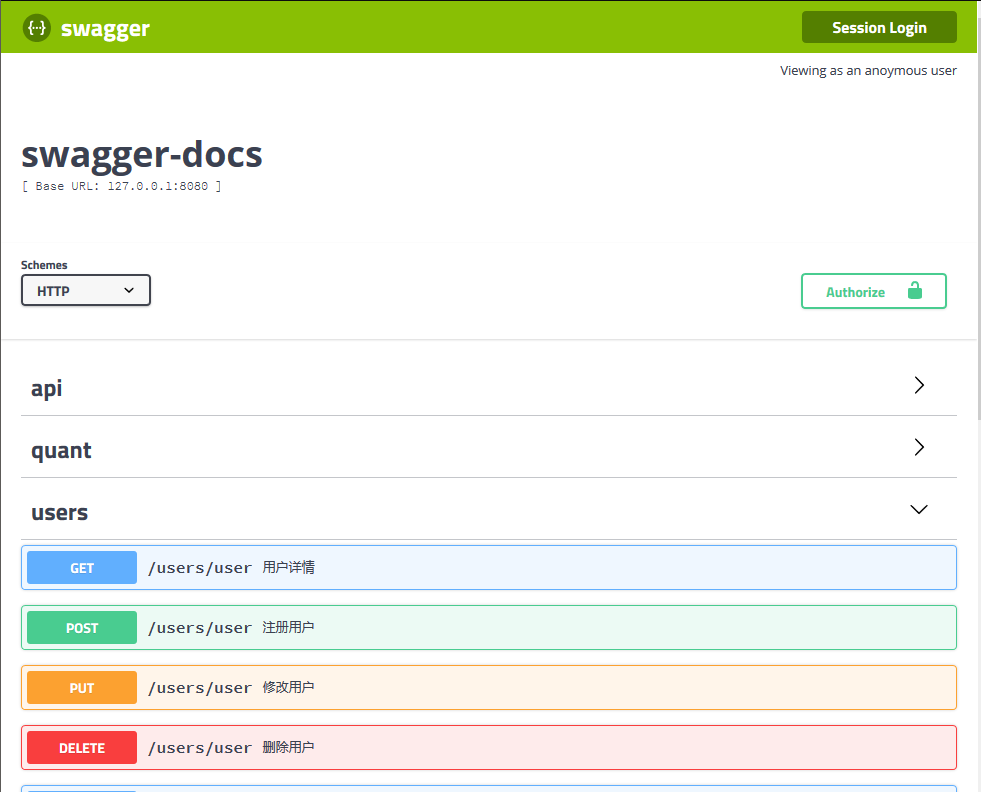 swagger
Session Login
Viewing as an anoymous user
swagger-docs
[ Base URL: 127.0.0.1:8080 ]
Schemes
HTTP
Authorize
api
quant
users
GET /users/user 用户详情
POST /users/user 注册用户
PUT /users/user 修改用户
DELETE /users/user 删除用户